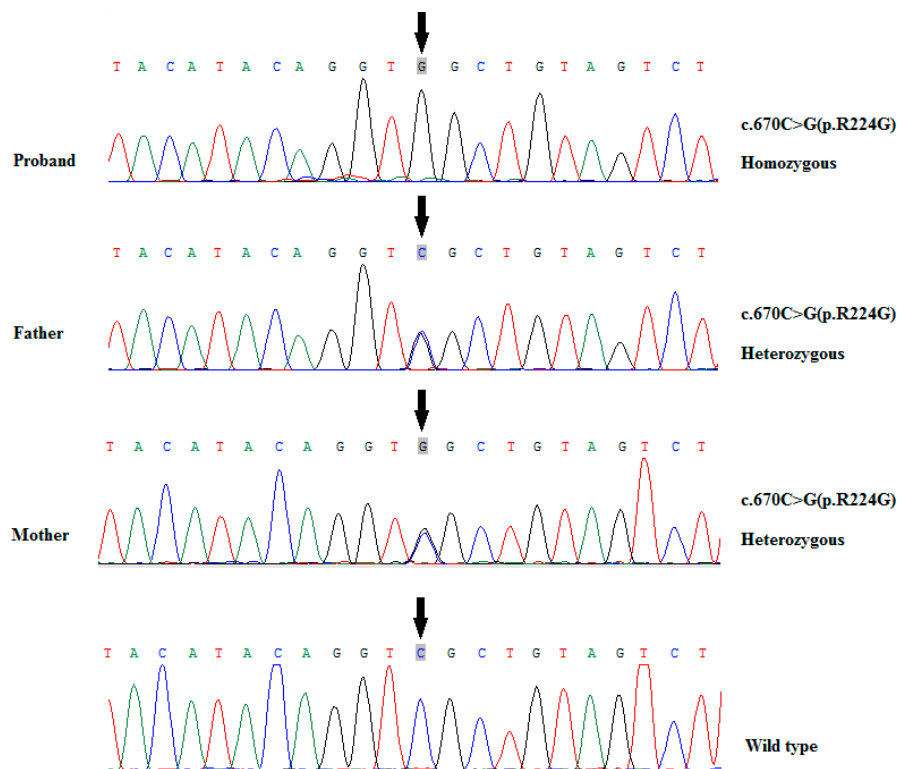 T A C A T A C A G G T G G C T G T A G T C T
c.670C>G(p.R224G)
Proband
Homozygous
T A C A T A C A G G T C G C T G T A G T C T
c.670C>G(p.R224G)
Father
Heterozygous
T A C A T A C A G G T G G C T G T A G T C T
c.670C>G(p.R224G)
Mother
Heterozygous
T A C A T A C A G G T C G C T G T A G T C T
Wild type